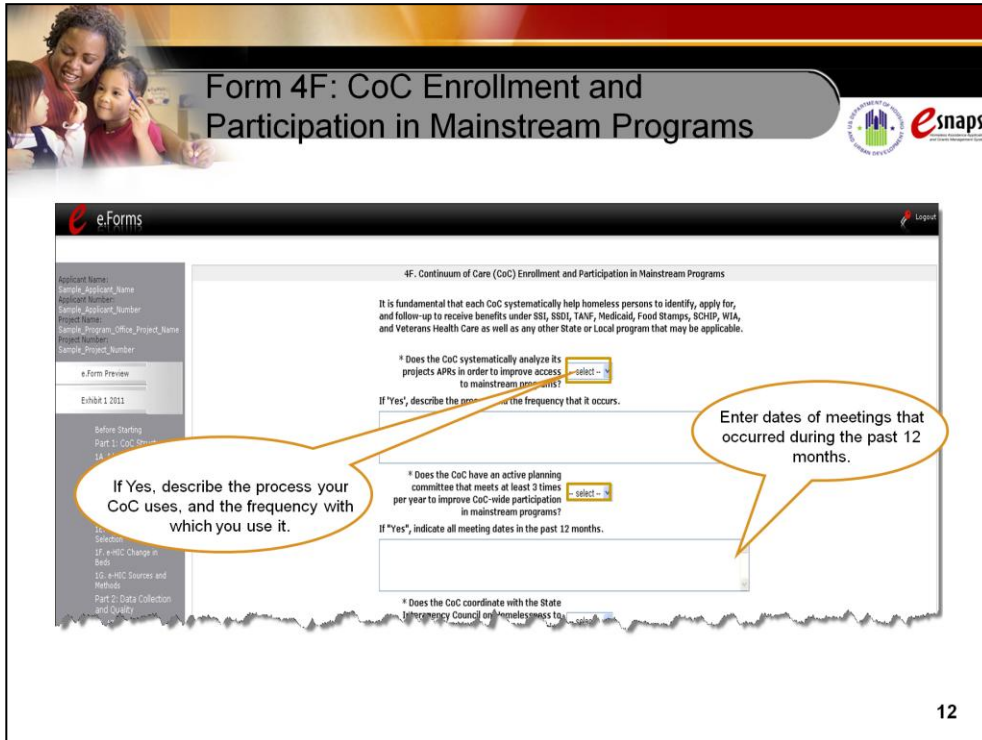 Form 4F: CoC Enrollment and
Participation in Mainstream Programs
U.S. DEPARTMENT OF HOUSING AND URBAN DEVELOPMENT
esnaps
e e.Forms
Logout
Applicant Name:
Sample_Applicant_Name
Applicant Number:
Sample_Applicant_Number
Project Name:
Sample_Program_Office_Project_Name
Project Number:
Sample_Project_Number
e.Form Preview
Exhibit 1 2011
Before Starting
Part 1: CoC
1A.
Selection
1F. e-HIC Change in
Beds
1G. e-HIC Sources and
Methods
Part 2: Data Collection
and Quality
4F. Continuum of Care (CoC) Enrollment and Participation in Mainstream Programs
It is fundamental that each CoC systematically help homeless persons to identify, apply for,
and follow-up to receive benefits under SSI, SSDI, TANF, Medicaid, Food Stamps, SCHIP, WIA,
and Veterans Health Care as well as any other State or Local program that may be applicable.
* Does the CoC systematically analyze its
projects APRs in order to improve access
to mainstream programs?
-- select --
If 'Yes', describe the the frequency that it occurs.
* Does the CoC have an active planning
committee that meets at least 3 times
per year to improve CoC-wide participation
in mainstream programs?
-- select --
If "Yes", indicate all meeting dates in the past 12 months.
* Does the CoC coordinate with the State
Interagency Council on Homelessness to
If Yes, describe the process your
CoC uses, and the frequency with
which you use it.
Enter dates of meetings that
occurred during the past 12
months.
12